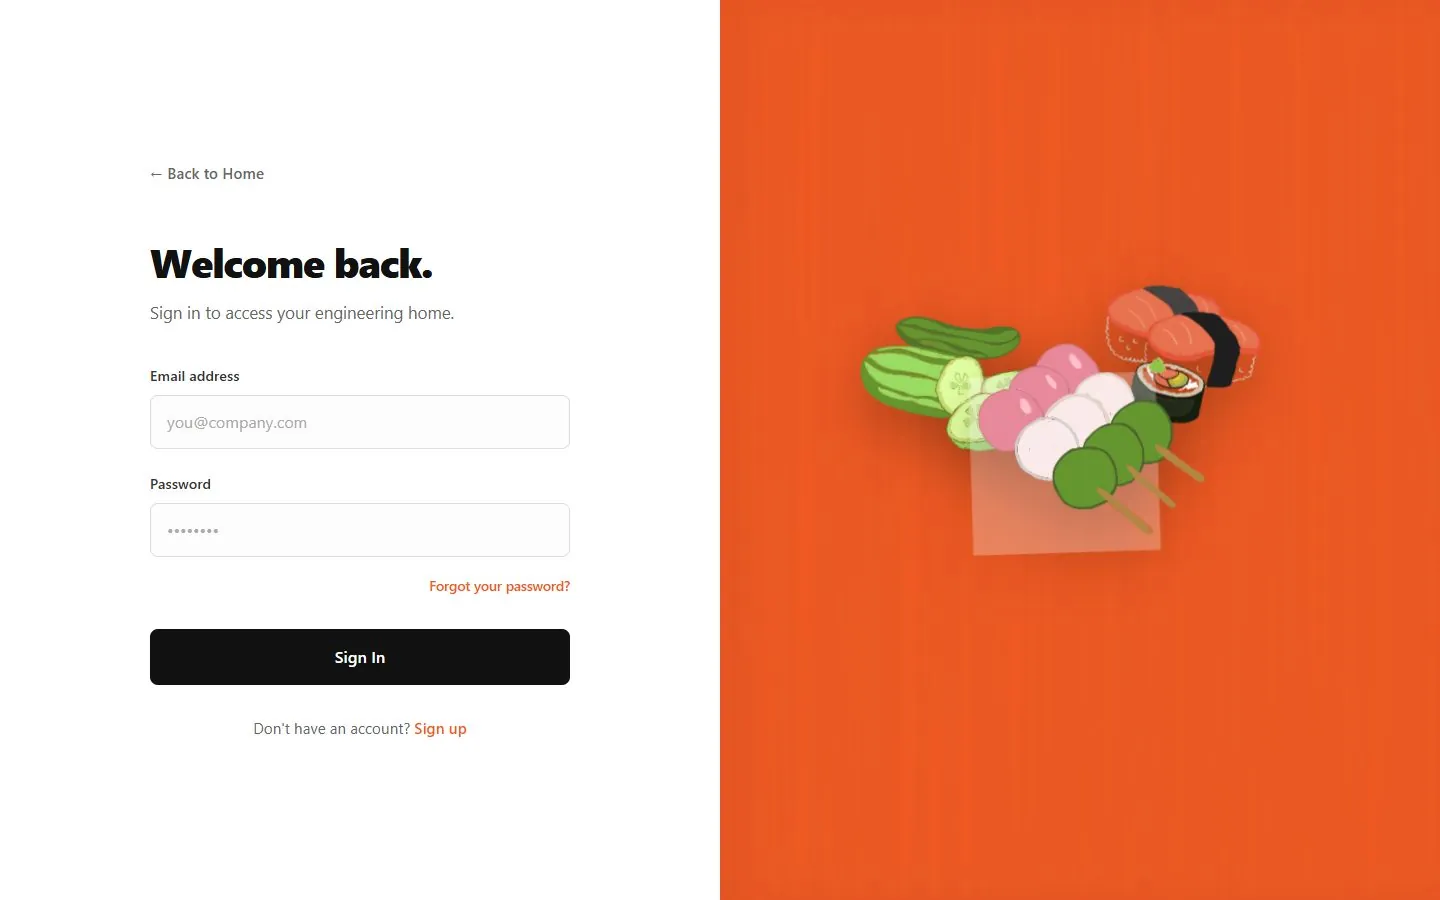 ← Back to Home
Welcome back.
Sign in to access your engineering home.
Email address
you@company.com
Password
••••••••
Forgot your password?
Sign In
Don't have an account? Sign up